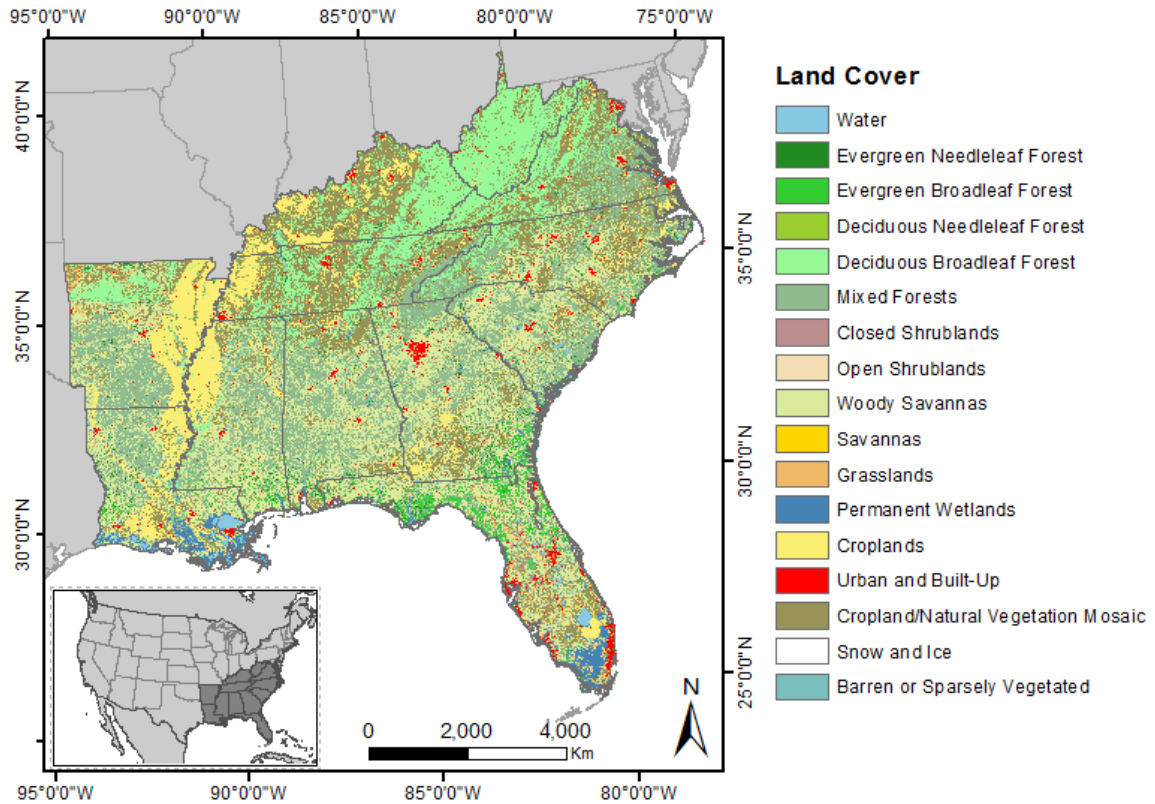 95°0'0"W 90°0'0"W 85°0'0"W 80°0'0"W 75°0'0"W
40°0'0"N
35°0'0"N
30°0'0"N
35°0'0"N
30°0'0"N
25°0'0"N
Land Cover
Water
Evergreen Needleleaf Forest
Evergreen Broadleaf Forest
Deciduous Needleleaf Forest
Deciduous Broadleaf Forest
Mixed Forests
Closed Shrublands
Open Shrublands
Woody Savannas
Savannas
Grasslands
Permanent Wetlands
Croplands
Urban and Built-Up
Cropland/Natural Vegetation Mosaic
Snow and Ice
Barren or Sparsely Vegetated
N
0 2,000 4,000
Km
95°0'0"W 90°0'0"W 85°0'0"W 80°0'0"W